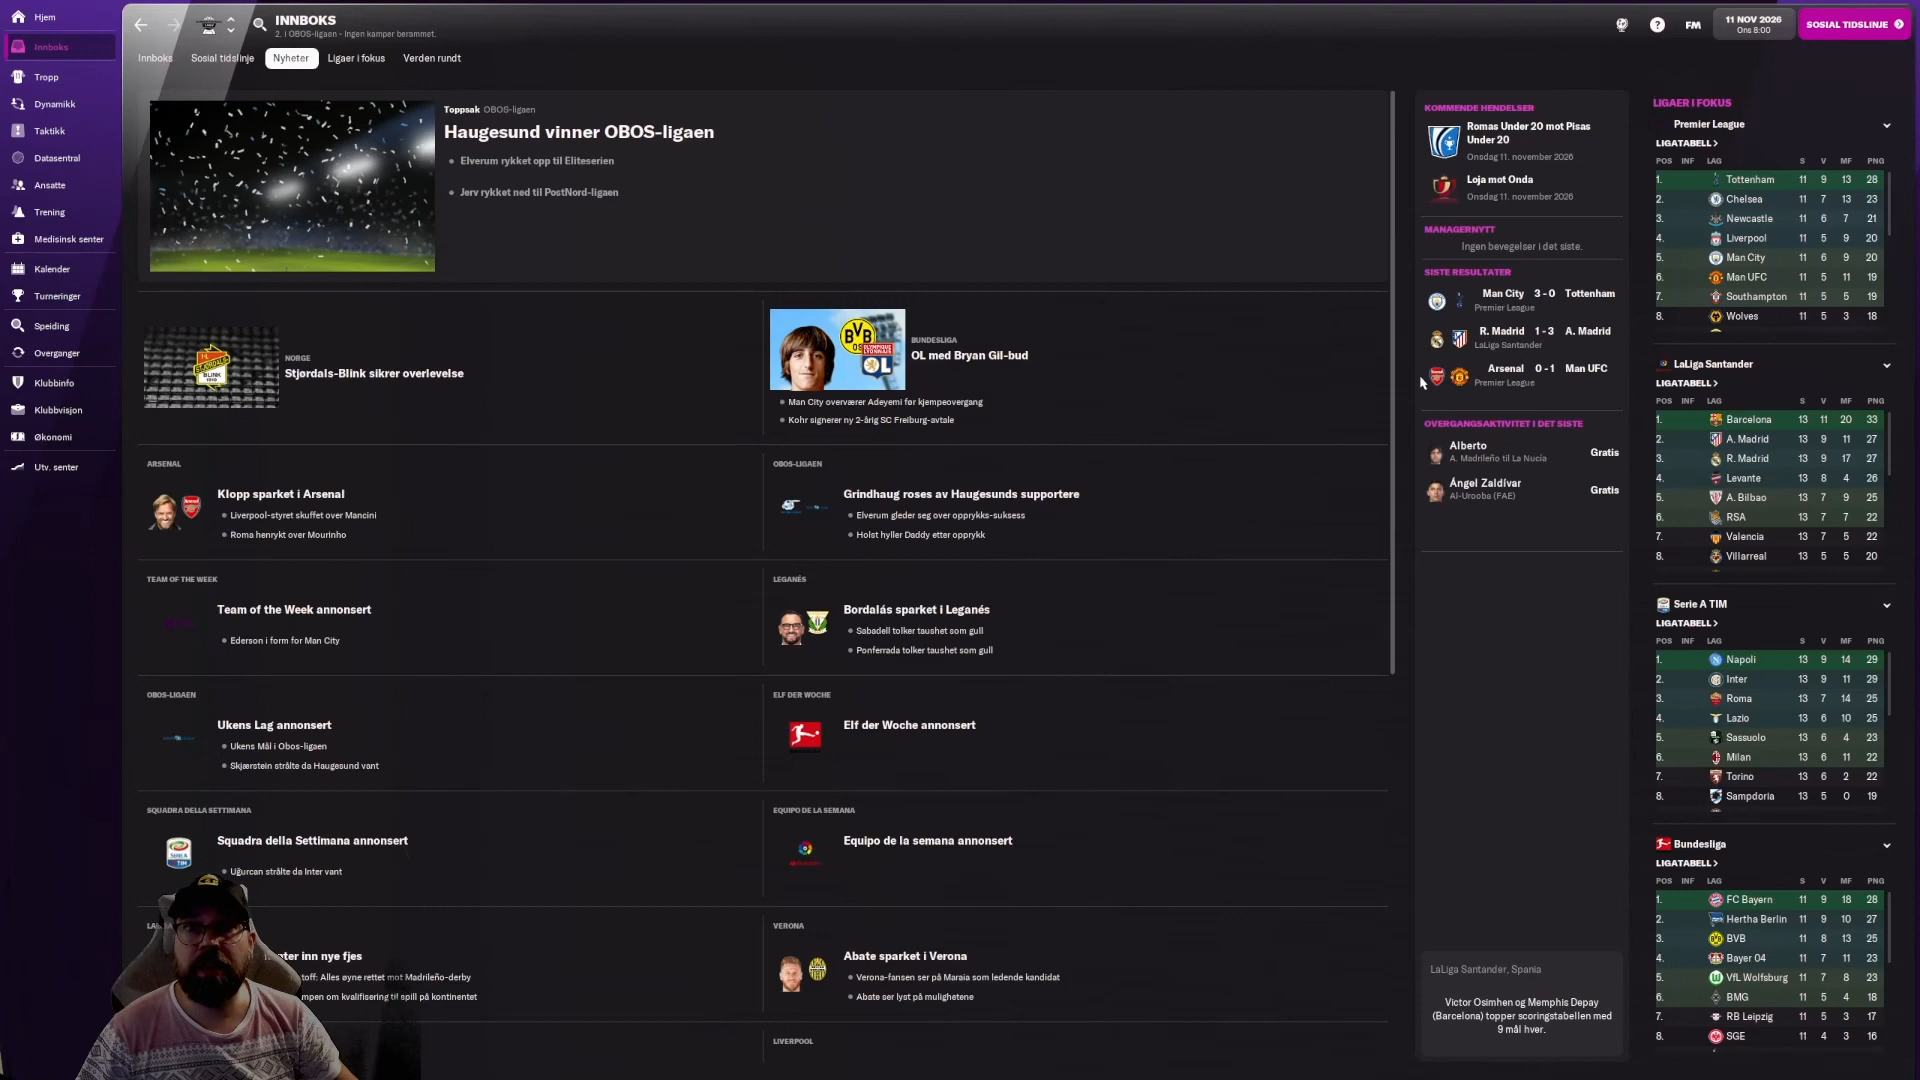 Hjem
Innboks
Tropp
Dynamikk
Taktikk
Datasentral
Ansatte
Trening
Medisinsk senter
Kalender
Turneringer
Speiding
Overganger
Klubbinfo
Klubbvisjon
Økonomi
Utv. senter
INNBOKS
2. i OBOS-ligaen - Ingen kamper berammet.
?
FM
11 NOV 2026
Ons 8:00
SOSIAL TIDSLINJE
Innboks Sosial tidslinje Nyheter Ligaer i fokus Verden rundt
Toppsak OBOS-ligaen
Haugesund vinner OBOS-ligaen
Elverum rykket opp til Eliteserien
Jerv rykket ned til PostNord-ligaen
NORGE
Stjørdals-Blink sikrer overlevelse
BUNDESLIGA
OL med Bryan Gil-bud
Man City overværer Adeyemi før kjempeovergang
Kohr signerer ny 2-årig SC Freiburg-avtale
ARSENAL
Klopp sparket i Arsenal
Liverpool-styret skuffet over Mancini
Roma henrykt over Mourinho
OBOS-LIGAEN
Grindhaug roses av Haugesunds supportere
Elverum gleder seg over opprykks-suksess
Holst hyller Daddy etter opprykk
TEAM OF THE WEEK
Team of the Week annonsert
Ederson i form for Man City
LEGANÉS
Bordalás sparket i Leganés
Sabadell tolker taushet som gull
Ponferrada tolker taushet som gull
OBOS-LIGAEN
Ukens Lag annonsert
Ukens Mål i Obos-ligaen
Skjærstein strålte da Haugesund vant
ELF DER WOCHE
Elf der Woche annonsert
SQUADRA DELLA SETTIMANA
Squadra della Settimana annonsert
Uğurcan strålte da Inter vant
EQUIPO DE LA SEMANA
Equipo de la semana annonsert
inn nye fjes
toff: Alles øyne rettet mot Madrileño-derby
mpen om kvalifisering til spill på kontinentet
VERONA
Abate sparket i Verona
Verona-fansen ser på Maraia som ledende kandidat
Abate ser lyst på mulighetene
LIVERPOOL
KOMMENDE HENDELSER
Romas Under 20 mot Pisas
Under 20
Onsdag 11. november 2026
Loja mot Onda
Onsdag 11. november 2026
MANAGERNYTT
Ingen bevegelser i det siste.
SISTE RESULTATER
Man City 3 - 0 Tottenham
Premier League
R. Madrid 1 - 3 A. Madrid
LaLiga Santander
Arsenal 0 - 1 Man UFC
Premier League
OVERGANGSAKTIVITET I DET SISTE
Alberto
A. Madrileño til La Nucía
Gratis
Ángel Zaldívar
Al-Urooba (FAE)
Gratis
LaLiga Santander, Spania
Victor Osimhen og Memphis Depay
(Barcelona) topper scoringstabellen med
9 mål hver.
LIGAER I FOKUS
Premier League
LIGATABELL >
POS INF LAG S V MF PNG
1. Tottenham 11 9 13 28
2. Chelsea 11 7 13 23
3. Newcastle 11 6 7 21
4. Liverpool 11 5 9 20
5. Man City 11 6 9 20
6. Man UFC 11 5 11 19
7. Southampton 11 5 5 19
8. Wolves 11 5 3 18
LaLiga Santander
LIGATABELL >
POS INF LAG S V MF PNG
1. Barcelona 13 11 20 33
2. A. Madrid 13 9 11 27
3. R. Madrid 13 9 17 27
4. Levante 13 8 4 26
5. A. Bilbao 13 7 9 25
6. RSA 13 7 7 22
7. Valencia 13 7 5 22
8. Villarreal 13 5 5 20
Serie A TIM
LIGATABELL >
POS INF LAG S V MF PNG
1. Napoli 13 9 14 29
2. Inter 13 9 11 29
3. Roma 13 7 14 25
4. Lazio 13 6 10 25
5. Sassuolo 13 6 4 23
6. Milan 13 6 11 22
7. Torino 13 6 2 22
8. Sampdoria 13 5 0 19
Bundesliga
LIGATABELL >
POS INF LAG S V MF PNG
1. FC Bayern 11 9 18 28
2. Hertha Berlin 11 9 10 27
3. BVB 11 8 13 25
4. Bayer 04 11 7 11 23
5. VfL Wolfsburg 11 7 8 23
6. BMG 11 5 4 18
7. RB Leipzig 11 5 3 17
8. SGE 11 4 3 16